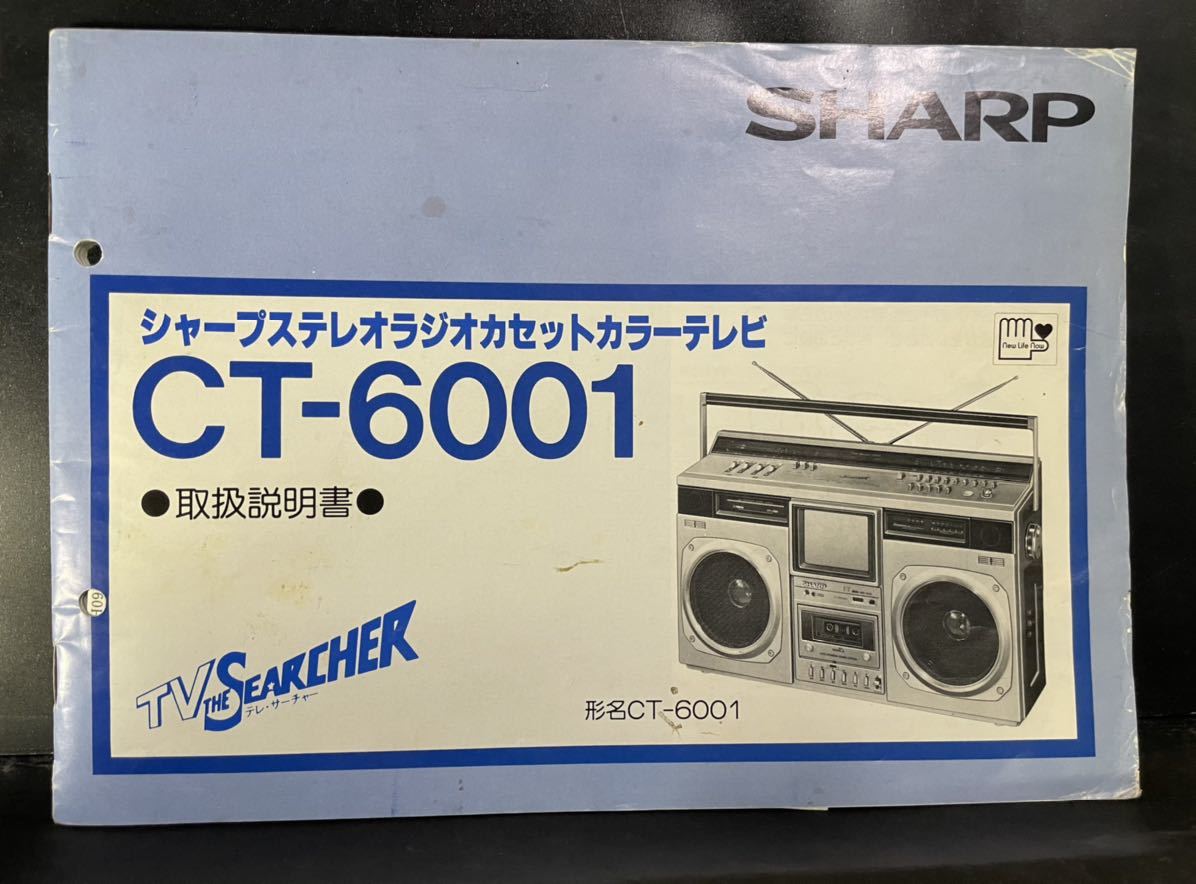 SHARP
シャープステレオラジオカセットカラーテレビ
CT-6001
New Life Now
●取扱説明書●
SHARP
H09
TV THE SEARCHER
テレ・サーチャー
形名CT-6001